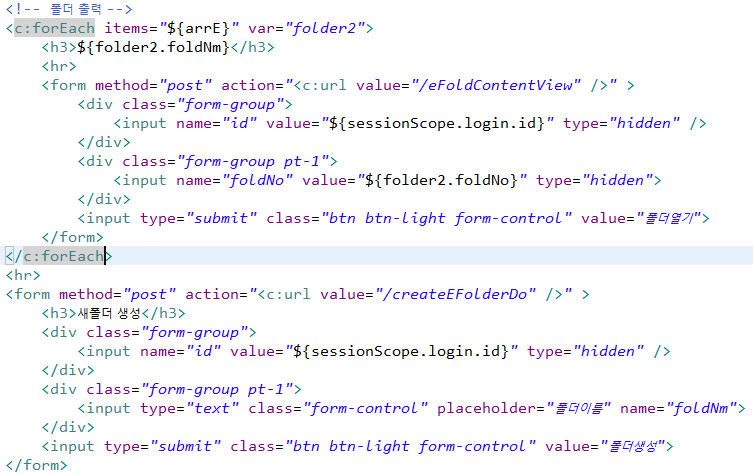 <!-- 폴더 출력 -->
<c:forEach items="${arrE}" var="folder2">
    <h3>${folder2.foldNm}</h3>
    <hr>
    <form method="post" action="<c:url value="/eFoldContentView" />" >
        <div class="form-group">
            <input name="id" value="${sessionScope.login.id}" type="hidden" />
        </div>
        <div class="form-group pt-1">
            <input name="foldNo" value="${folder2.foldNo}" type="hidden">
        </div>
        <input type="submit" class="btn btn-light form-control" value="폴더열기">
    </form>
</c:forEach>
<hr>
<form method="post" action="<c:url value="/createEFolderDo" />" >
    <h3>새폴더 생성</h3>
    <div class="form-group">
        <input name="id" value="${sessionScope.login.id}" type="hidden" />
    </div>
    <div class="form-group pt-1">
        <input type="text" class="form-control" placeholder="폴더이름" name="foldNm">
    </div>
    <input type="submit" class="btn btn-light form-control" value="폴더생성">
</form>